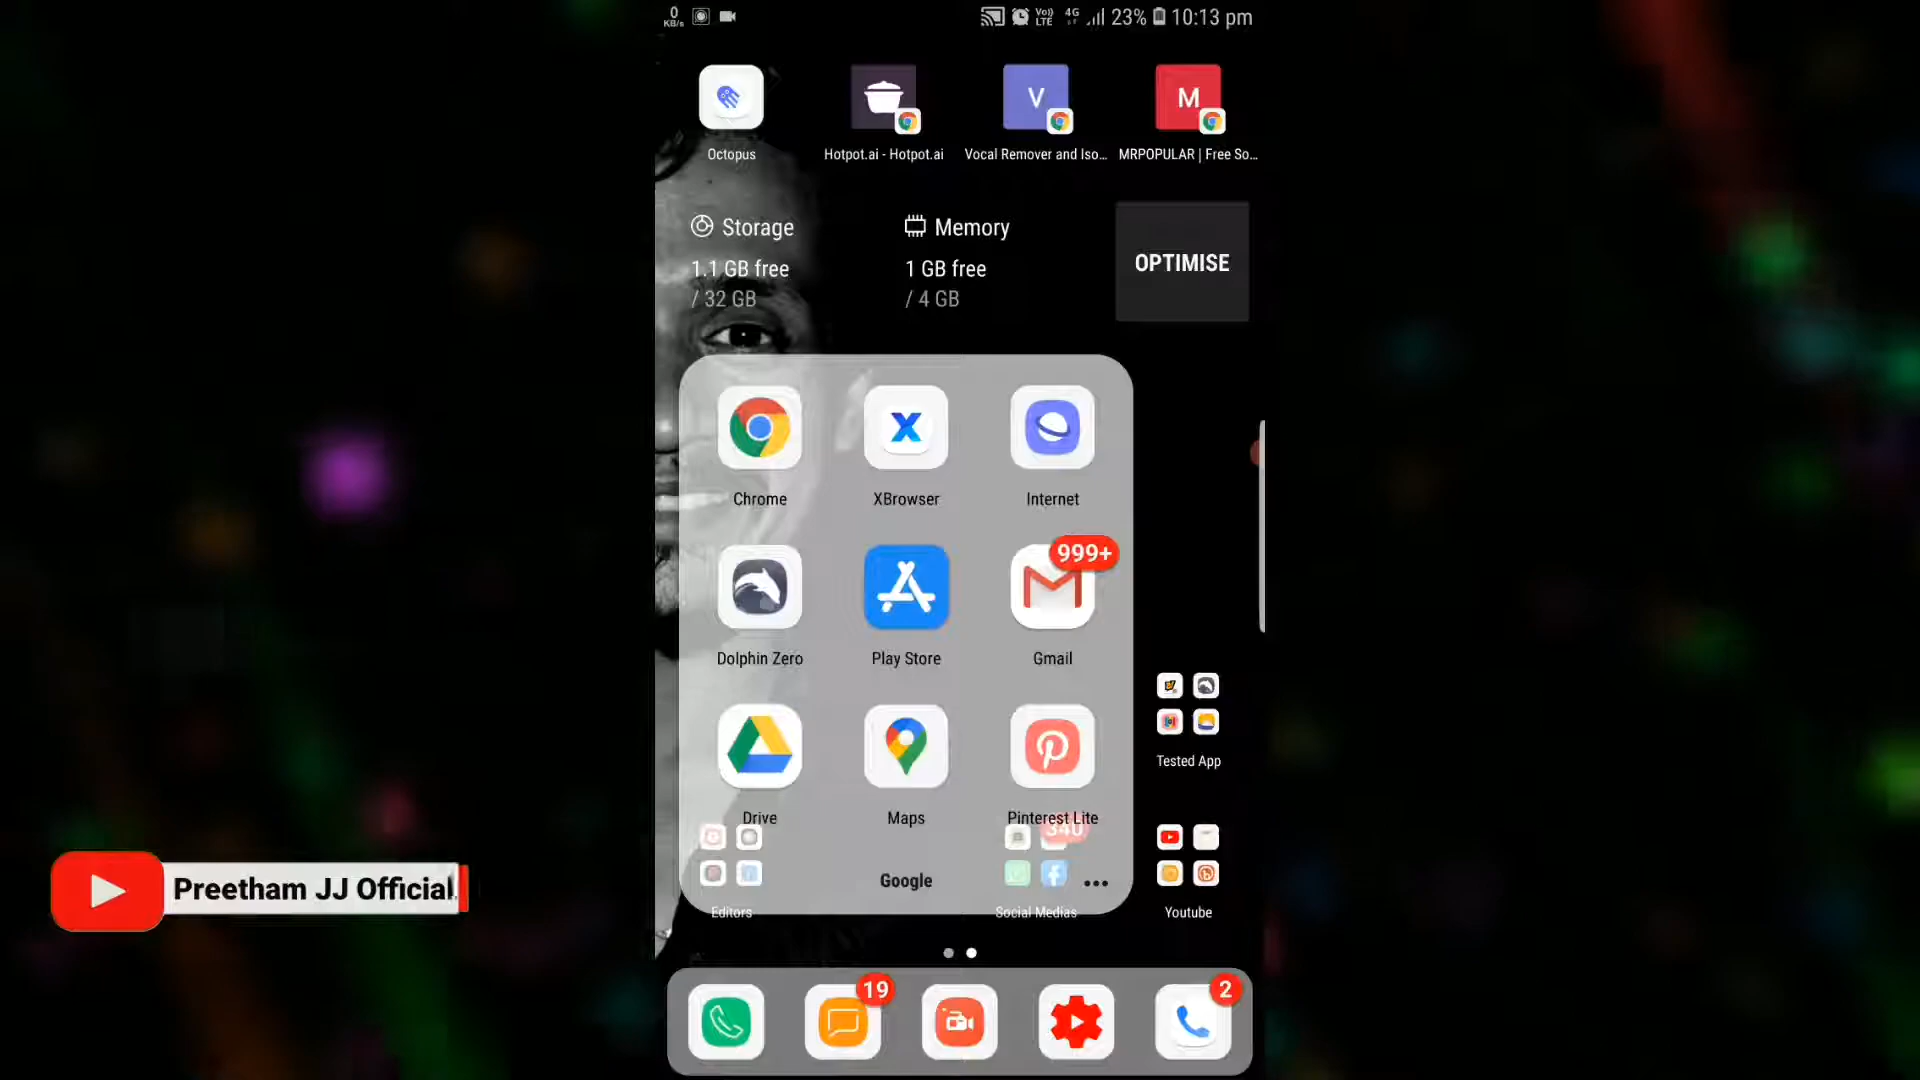 0
KB/s
Vo))
LTE
4G
23%
10:13 pm
V
M
Octopus
Hotpot.ai - Hotpot.ai
Vocal Remover and Iso...
MRPOPULAR | Free So...
Storage
Memory
1.1 GB free
1 GB free
/ 32 GB
/ 4 GB
OPTIMISE
Chrome
XBrowser
Internet
999+
Dolphin Zero
Play Store
Gmail
Drive
Maps
Pinterest Lite
340
Google
Tested App
Editors
Social Medias
Youtube
Preetham JJ Official
19
2